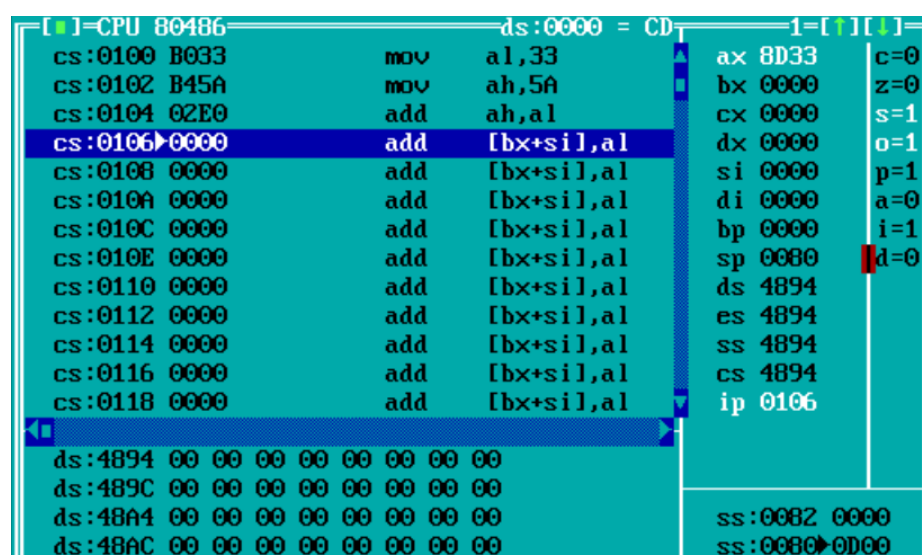 [■]=CPU 80486 ds:0000 = CD 1=[↑][↓]
cs:0100 B033 mov al,33 ax 8D33 c=0
cs:0102 B45A mov ah,5A bx 0000 z=0
cs:0104 02E0 add ah,al cx 0000 s=1
cs:0106►0000 add [bx+si],al dx 0000 o=1
cs:0108 0000 add [bx+si],al si 0000 p=1
cs:010A 0000 add [bx+si],al di 0000 a=0
cs:010C 0000 add [bx+si],al bp 0000 i=1
cs:010E 0000 add [bx+si],al sp 0080 d=0
cs:0110 0000 add [bx+si],al ds 4894
cs:0112 0000 add [bx+si],al es 4894
cs:0114 0000 add [bx+si],al ss 4894
cs:0116 0000 add [bx+si],al cs 4894
cs:0118 0000 add [bx+si],al ip 0106
ds:4894 00 00 00 00 00 00 00 00
ds:489C 00 00 00 00 00 00 00 00
ds:48A4 00 00 00 00 00 00 00 00 ss:0082 0000
ds:48AC 00 00 00 00 00 00 00 00 ss:0080►0D00